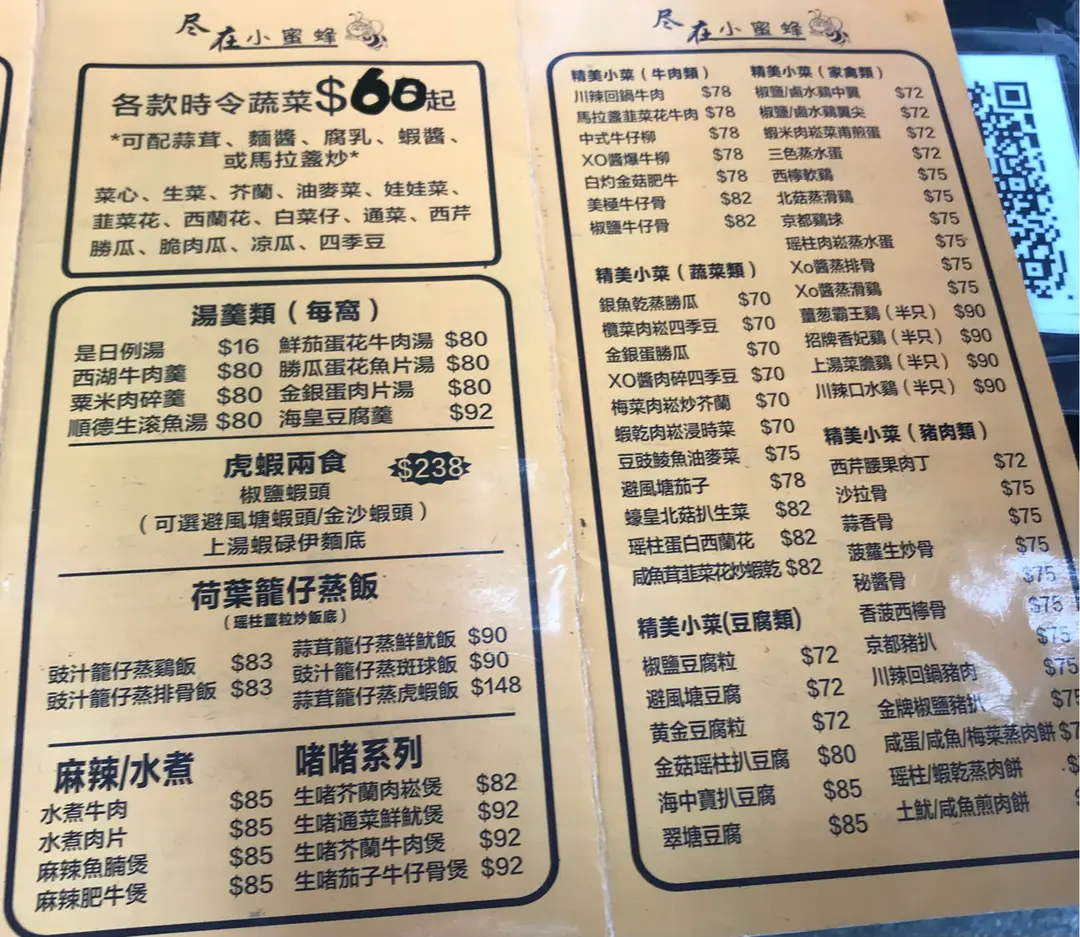 尽在小蜜蜂
各款時令蔬菜$60起
*可配蒜茸、麵醬、腐乳、蝦醬、
或馬拉盞炒*
菜心、生菜、芥蘭、油麥菜、娃娃菜、
韮菜花、西蘭花、白菜仔、通菜、西芹
勝瓜、脆肉瓜、凉瓜、四季豆
湯羹類（每窩）
是日例湯 $16
西湖牛肉羹 $80
粟米肉碎羹 $80
順德生滚魚湯 $80
鮮茄蛋花牛肉湯 $80
勝瓜蛋花魚片湯 $80
金銀蛋肉片湯 $80
海皇豆腐羹 $92
虎蝦兩食 $238
椒鹽蝦頭
（可選避風塘蝦頭/金沙蝦頭）
上湯蝦碌伊麵底
荷葉籠仔蒸飯
（瑶柱薑粒炒飯底）
豉汁籠仔蒸鷄飯 $83
豉汁籠仔蒸排骨飯 $83
蒜茸籠仔蒸鮮魷飯 $90
豉汁籠仔蒸斑球飯 $90
蒜茸籠仔蒸虎蝦飯 $148
麻辣/水煮
水煮牛肉 $85
水煮肉片 $85
麻辣魚腩煲 $85
麻辣肥牛煲 $85
啫啫系列
生啫芥蘭肉崧煲 $82
生啫通菜鮮魷煲 $92
生啫芥蘭牛肉煲 $92
生啫茄子牛仔骨煲 $92
尽在小蜜蜂
精美小菜（牛肉類）
川辣回鍋牛肉 $78
馬拉盞韮菜花牛肉 $78
中式牛仔柳 $78
XO醬爆牛柳 $78
白灼金菇肥牛 $78
美極牛仔骨 $82
椒鹽牛仔骨 $82
精美小菜（蔬菜類）
銀魚乾蒸勝瓜 $70
欖菜肉崧四季豆 $70
金銀蛋勝瓜 $70
XO醬肉碎四季豆 $70
梅菜肉崧炒芥蘭 $70
蝦乾肉崧浸時菜 $70
豆豉鯪魚油麥菜 $75
避風塘茄子 $78
蠔皇北菇扒生菜 $82
瑶柱蛋白西蘭花 $82
咸魚茸韮菜花炒蝦乾 $82
精美小菜(豆腐類)
椒鹽豆腐粒 $72
避風塘豆腐 $72
黄金豆腐粒 $72
金菇瑶柱扒豆腐 $80
海中寶扒豆腐 $85
翠塘豆腐 $85
精美小菜（家禽類）
椒鹽/鹵水鷄中翼 $72
椒鹽/鹵水鷄翼尖 $72
蝦米肉崧菜甫煎蛋 $72
三色蒸水蛋 $72
西檸軟鷄 $75
北菇蒸滑鷄 $75
京都鷄球 $75
瑶柱肉崧蒸水蛋 $75
Xo醬蒸排骨 $75
Xo醬蒸滑鷄 $75
薑葱霸王鷄（半只） $90
招牌香妃鷄（半只） $90
上湯菜膽鷄（半只） $90
川辣口水鷄（半只） $90
精美小菜（豬肉類）
西芹腰果肉丁 $72
沙拉骨 $75
蒜香骨 $75
菠蘿生炒骨 $75
秘醬骨 $75
香菠西檸骨 $75
京都豬扒 $75
川辣回鍋豬肉 $75
金牌椒鹽豬扒 $75
咸蛋/咸魚/梅菜蒸肉餅 $7
瑶柱/蝦乾蒸肉餅 $
土魷/咸魚煎肉餅